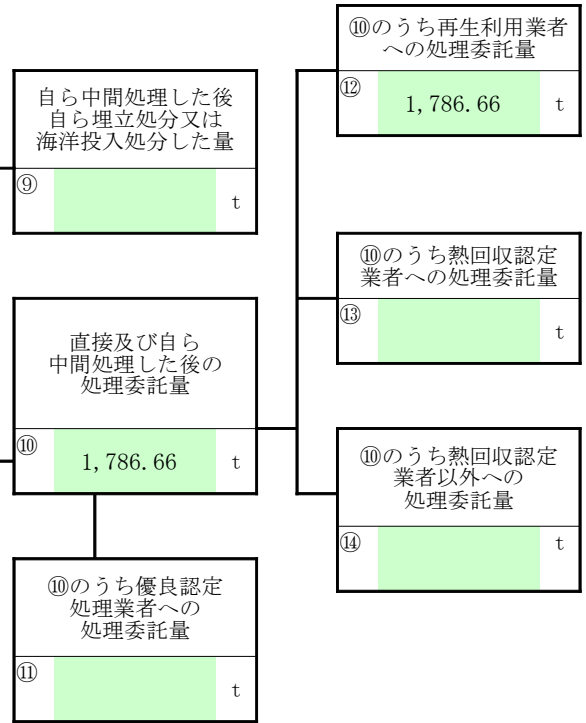 自ら中間処理した後
自ら埋立処分又は
海洋投入処分した量
⑨
t
直接及び自ら
中間処理した後の
処理委託量
⑩
1,786.66 t
⑩のうち優良認定
処理業者への
処理委託量
⑪
t
⑩のうち再生利用業者
への処理委託量
⑫
1,786.66 t
⑩のうち熱回収認定
業者への処理委託量
⑬
t
⑩のうち熱回収認定
業者以外への
処理委託量
⑭
t